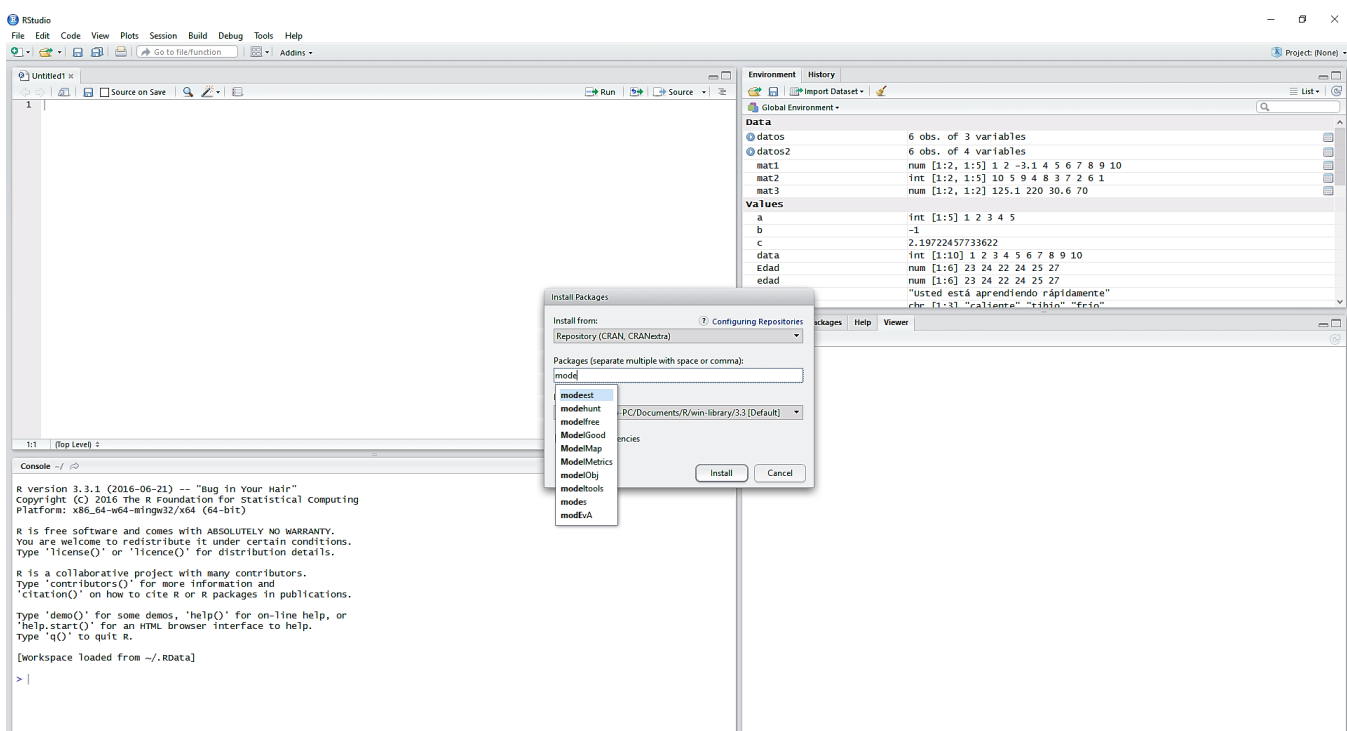 RStudio
File Edit Code View Plots Session Build Debug Tools Help
Go to file/function Addins
Project: (None)
Untitled1 ×
Source on Save Run Source
1
1:1 (Top Level)
Console ~/
R version 3.3.1 (2016-06-21) -- "Bug in Your Hair"
Copyright (C) 2016 The R Foundation for Statistical Computing
Platform: x86_64-w64-mingw32/x64 (64-bit)
R is free software and comes with ABSOLUTELY NO WARRANTY.
You are welcome to redistribute it under certain conditions.
Type 'license()' or 'licence()' for distribution details.
R is a collaborative project with many contributors.
Type 'contributors()' for more information and
'citation()' on how to cite R or R packages in publications.
Type 'demo()' for some demos, 'help()' for on-line help, or
'help.start()' for an HTML browser interface to help.
Type 'q()' to quit R.
[Workspace loaded from ~/.RData]
>
Environment History
Import Dataset List
Global Environment
Data
datos 6 obs. of 3 variables
datos2 6 obs. of 4 variables
mat1 num [1:2, 1:5] 1 2 -3.1 4 5 6 7 8 9 10
mat2 int [1:2, 1:5] 10 5 9 4 8 3 7 2 6 1
mat3 num [1:2, 1:2] 125.1 220 30.6 70
Values
a int [1:5] 1 2 3 4 5
b -1
c 2.19722457733622
data int [1:10] 1 2 3 4 5 6 7 8 9 10
Edad num [1:6] 23 24 22 24 25 27
edad num [1:6] 23 24 22 24 25 27
"Usted está aprendiendo rápidamente"
chr [1:3] "caliente" "tibio" "frio"
ackages Help Viewer
Install Packages
Install from: ? Configuring Repositories
Repository (CRAN, CRANextra)
Packages (separate multiple with space or comma):
mode
-PC/Documents/R/win-library/3.3 [Default]
encies
modeest
modehunt
modelfree
ModelGood
ModelMap
ModelMetrics
modelObj
modeltools
modes
modEvA
Install Cancel